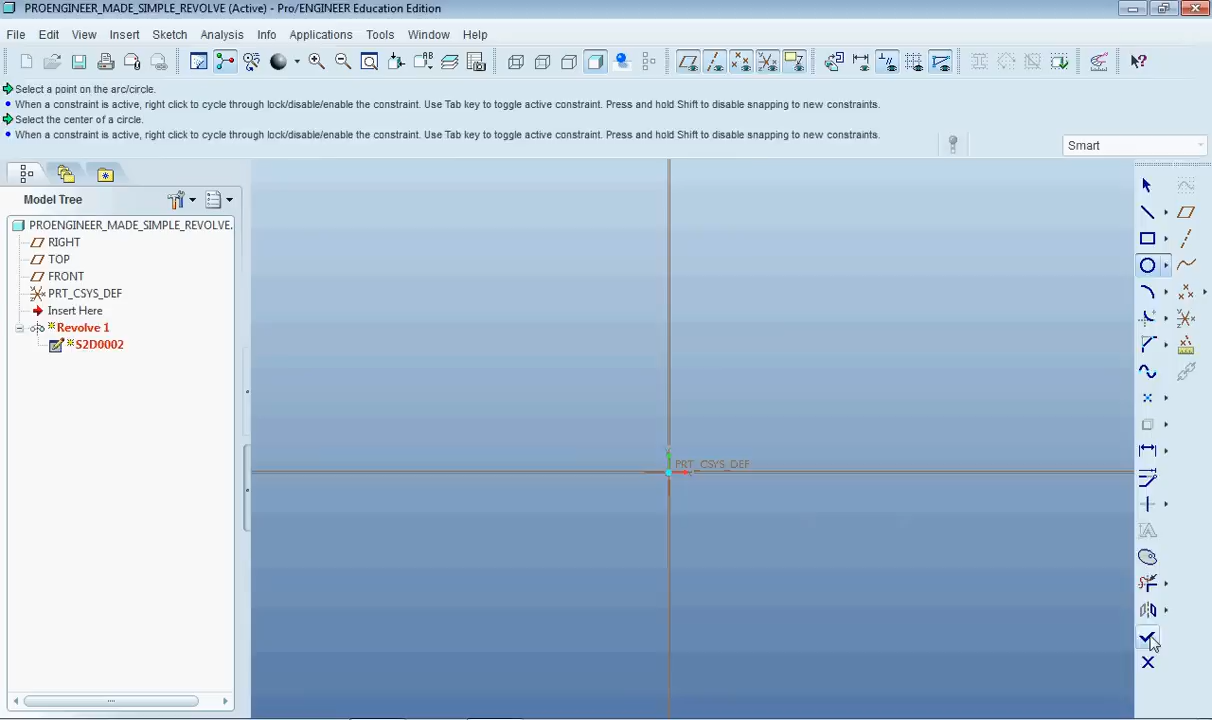 PROENGINEER_MADE_SIMPLE_REVOLVE (Active) - Pro/ENGINEER Education Edition
File Edit View Insert Sketch Analysis Info Applications Tools Window Help
Select a point on the arc/circle.
When a constraint is active, right click to cycle through lock/disable/enable the constraint. Use Tab key to toggle active constraint. Press and hold Shift to disable snapping to new constraints.
Select the center of a circle.
When a constraint is active, right click to cycle through lock/disable/enable the constraint. Use Tab key to toggle active constraint. Press and hold Shift to disable snapping to new constraints.
Smart
Model Tree
PROENGINEER_MADE_SIMPLE_REVOLVE.
RIGHT
TOP
FRONT
PRT_CSYS_DEF
Insert Here
Revolve 1
S2D0002
PRT_CSYS_DEF